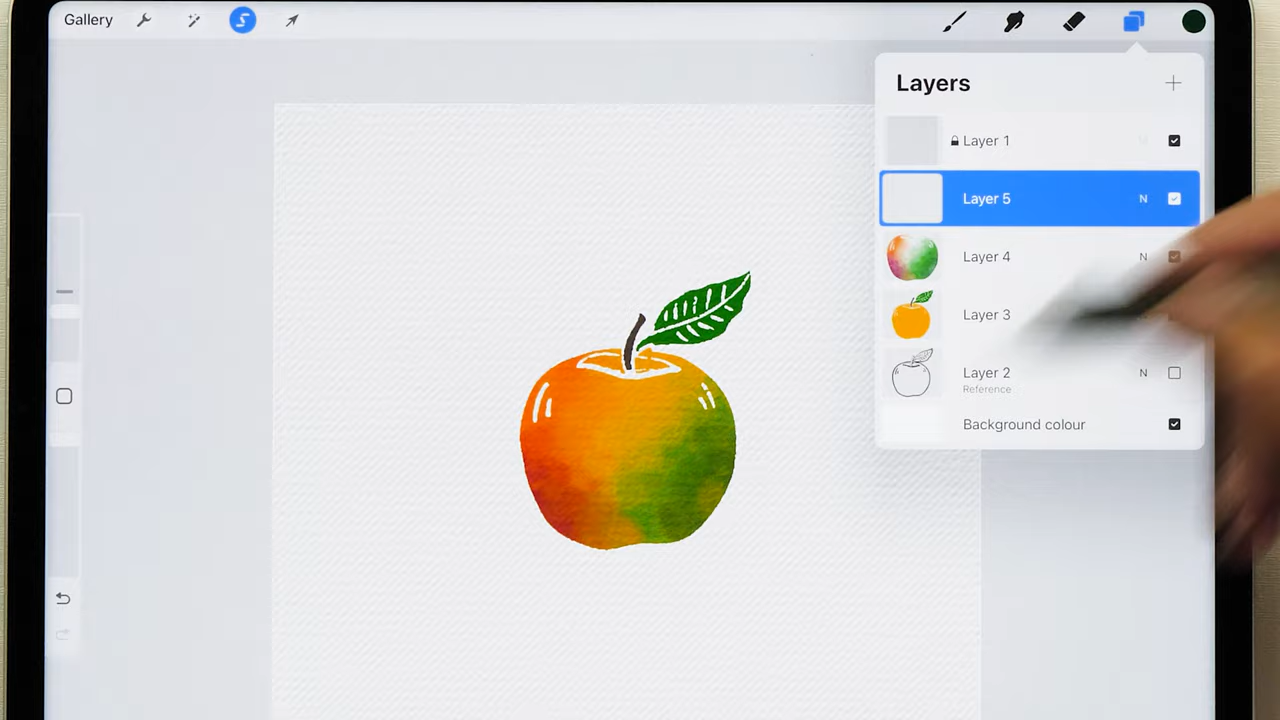 Gallery
Layers
Layer 1
Layer 5 N
Layer 4 N
Layer 3
Layer 2 N
Reference
Background colour